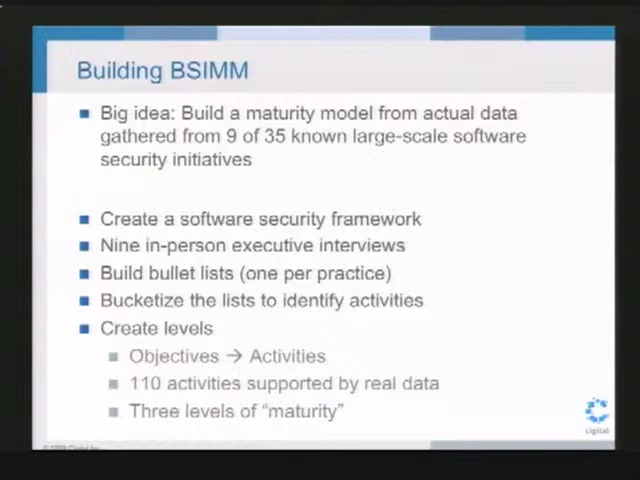 Building BSIMM
■ Big idea: Build a maturity model from actual data
gathered from 9 of 35 known large-scale software
security initiatives
■ Create a software security framework
■ Nine in-person executive interviews
■ Build bullet lists (one per practice)
■ Bucketize the lists to identify activities
■ Create levels
■ Objectives → Activities
■ 110 activities supported by real data
■ Three levels of “maturity”
cigital